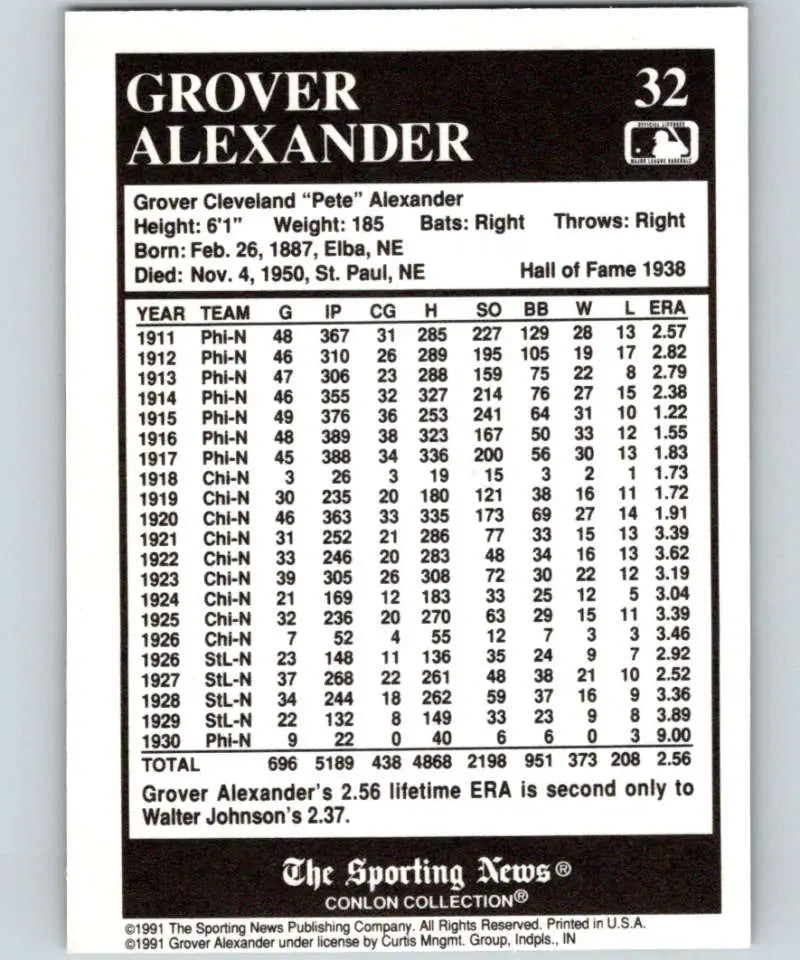 GROVER 32
ALEXANDER
OFFICIAL LICENSEE
MAJOR LEAGUE BASEBALL
Grover Cleveland "Pete" Alexander
Height: 6'1" Weight: 185 Bats: Right Throws: Right
Born: Feb. 26, 1887, Elba, NE
Died: Nov. 4, 1950, St. Paul, NE Hall of Fame 1938
YEAR TEAM G IP CG H SO BB W L ERA
1911 Phi-N 48 367 31 285 227 129 28 13 2.57
1912 Phi-N 46 310 26 289 195 105 19 17 2.82
1913 Phi-N 47 306 23 288 159 75 22 8 2.79
1914 Phi-N 46 355 32 327 214 76 27 15 2.38
1915 Phi-N 49 376 36 253 241 64 31 10 1.22
1916 Phi-N 48 389 38 323 167 50 33 12 1.55
1917 Phi-N 45 388 34 336 200 56 30 13 1.83
1918 Chi-N 3 26 3 19 15 3 2 1 1.73
1919 Chi-N 30 235 20 180 121 38 16 11 1.72
1920 Chi-N 46 363 33 335 173 69 27 14 1.91
1921 Chi-N 31 252 21 286 77 33 15 13 3.39
1922 Chi-N 33 246 20 283 48 34 16 13 3.62
1923 Chi-N 39 305 26 308 72 30 22 12 3.19
1924 Chi-N 21 169 12 183 33 25 12 5 3.04
1925 Chi-N 32 236 20 270 63 29 15 11 3.39
1926 Chi-N 7 52 4 55 12 7 3 3 3.46
1926 StL-N 23 148 11 136 35 24 9 7 2.92
1927 StL-N 37 268 22 261 48 38 21 10 2.52
1928 StL-N 34 244 18 262 59 37 16 9 3.36
1929 StL-N 22 132 8 149 33 23 9 8 3.89
1930 Phi-N 9 22 0 40 6 6 0 3 9.00
TOTAL 696 5189 438 4868 2198 951 373 208 2.56
Grover Alexander's 2.56 lifetime ERA is second only to
Walter Johnson's 2.37.
The Sporting News®
CONLON COLLECTION®
©1991 The Sporting News Publishing Company. All Rights Reserved. Printed in U.S.A.
©1991 Grover Alexander under license by Curtis Mngmt. Group, Indpls., IN